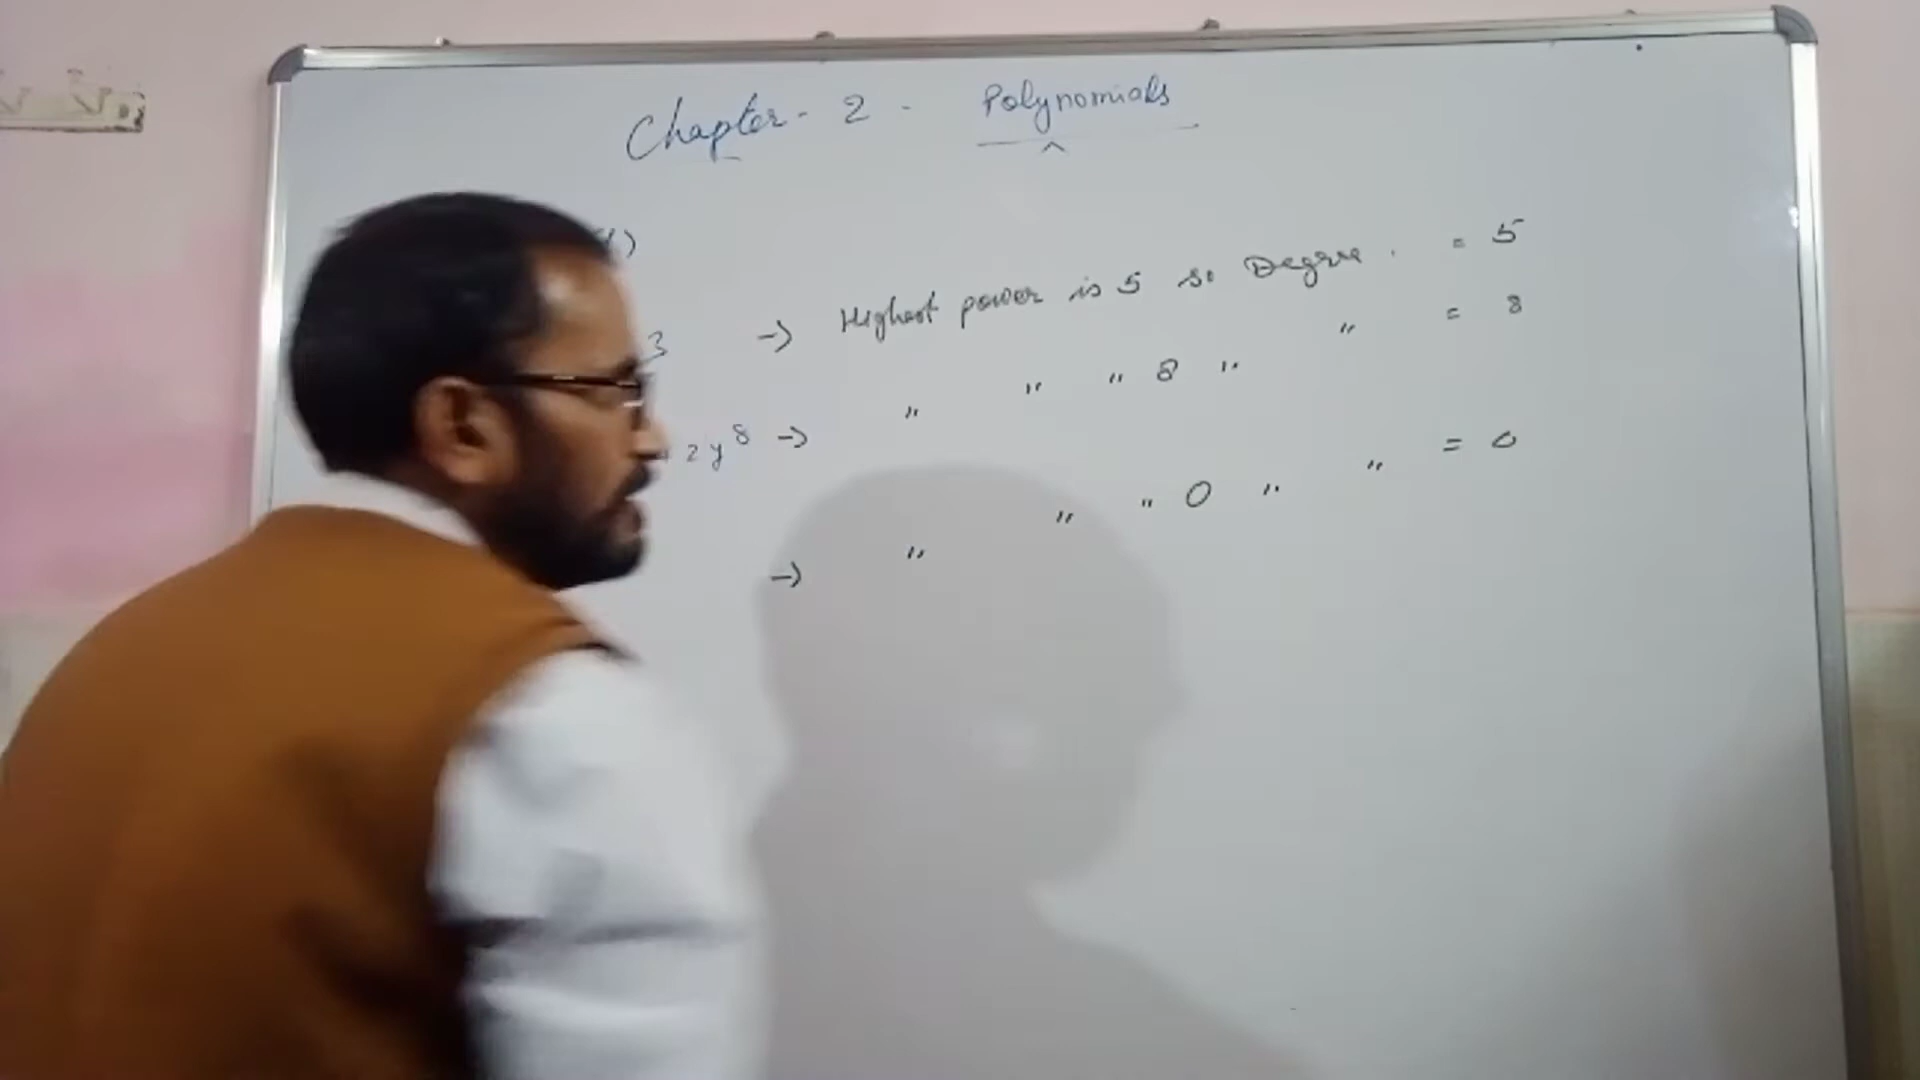 Chapter - 2 - Polynomials
)
3 → Highest power is 5 so Degree . = 5
2y⁸ → " " " 8 " " = 8
→ " " " 0 " " = 0